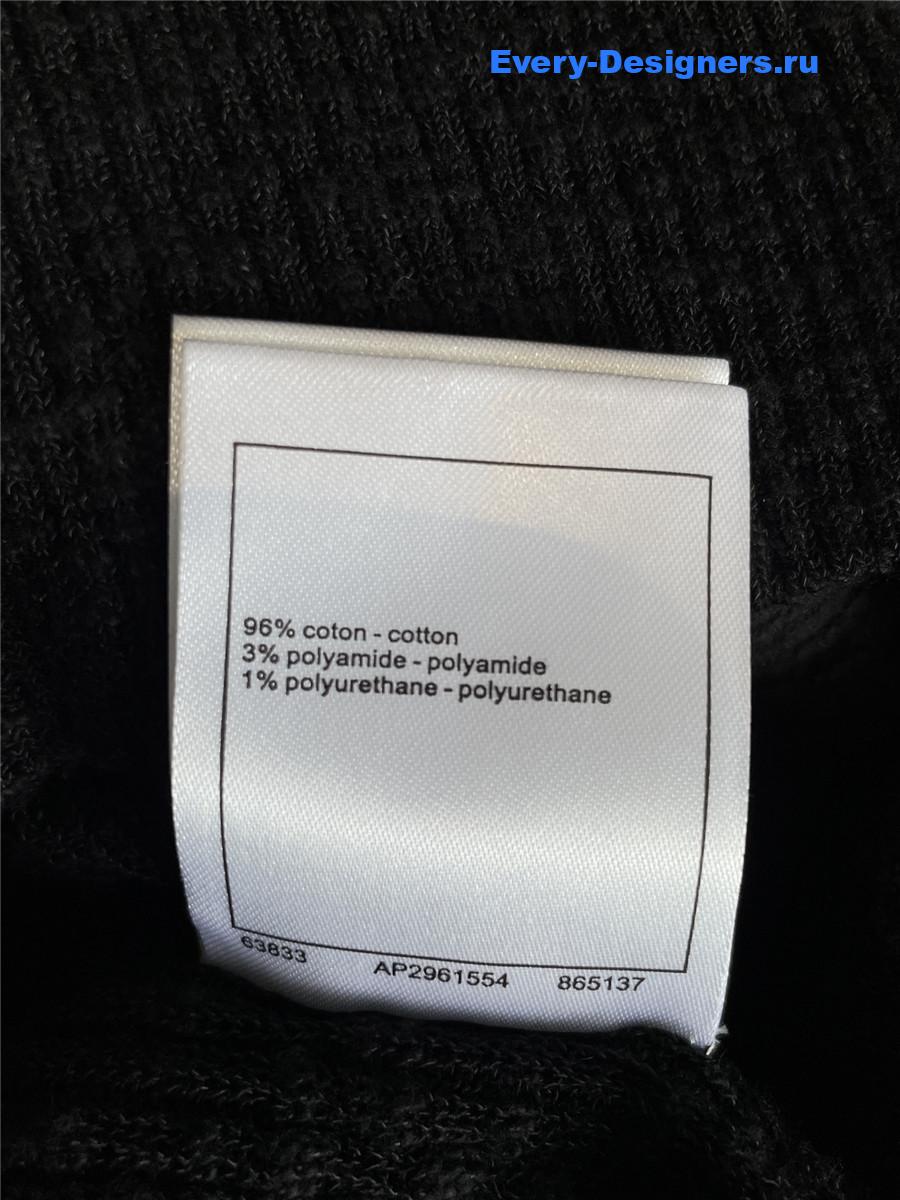 Every-Designers.ru
96% coton - cotton
3% polyamide - polyamide
1% polyurethane - polyurethane
63833 AP2961554 865137